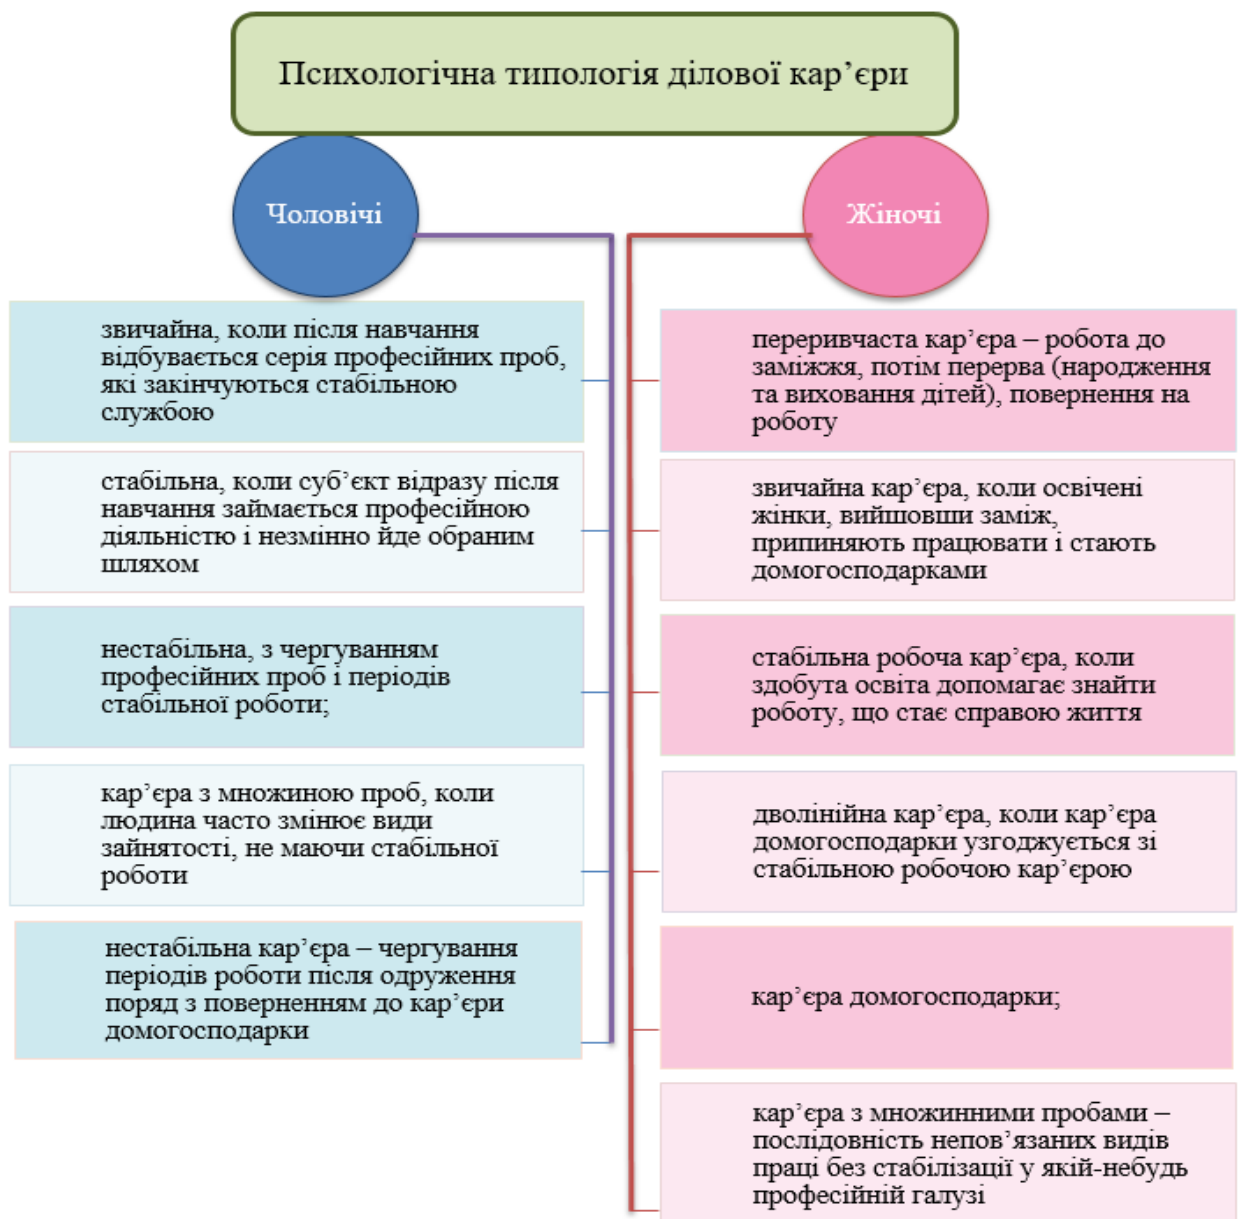 Психологічна типологія ділової кар’єри
Чоловічі
звичайна, коли після навчання
відбувається серія професійних проб,
які закінчуються стабільною
службою
стабільна, коли суб’єкт відразу після
навчання займається професійною
діяльністю і незмінно йде обраним
шляхом
нестабільна, з чергуванням
професійних проб і періодів
стабільної роботи;
кар’єра з множиною проб, коли
людина часто змінює види
зайнятості, не маючи стабільної
роботи
нестабільна кар’єра – чергування
періодів роботи після одруження
поряд з поверненням до кар’єри
домогосподарки
Жіночі
переривчаста кар’єра – робота до
заміжжя, потім перерва (народження
та виховання дітей), повернення на
роботу
звичайна кар’єра, коли освічені
жінки, вийшовши заміж,
припиняють працювати і стають
домогосподарками
стабільна робоча кар’єра, коли
здобута освіта допомагає знайти
роботу, що стає справою життя
дволінійна кар’єра, коли кар’єра
домогосподарки узгоджується зі
стабільною робочою кар’єрою
кар’єра домогосподарки;
кар’єра з множинними пробами –
послідовність непов’язаних видів
праці без стабілізації у якій-небудь
професійній галузі